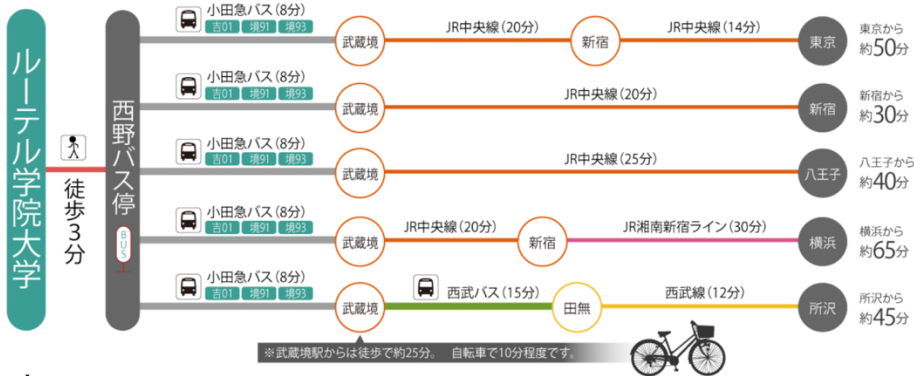 ルーテル学院大学
徒歩3分
西野バス停
BUS
小田急バス(8分)
吉01 境91 境93
武蔵境
JR中央線(20分)
新宿
JR中央線(14分)
東京
東京から
約50分
小田急バス(8分)
吉01 境91 境93
武蔵境
JR中央線(20分)
新宿
新宿から
約30分
小田急バス(8分)
吉01 境91 境93
武蔵境
JR中央線(25分)
八王子
八王子から
約40分
小田急バス(8分)
吉01 境91 境93
武蔵境
JR中央線(20分)
新宿
JR湘南新宿ライン(30分)
横浜
横浜から
約65分
小田急バス(8分)
吉01 境91 境93
武蔵境
西武バス(15分)
田無
西武線(12分)
所沢
所沢から
約45分
※武蔵境駅からは徒歩で約25分。 自転車で10分程度です。